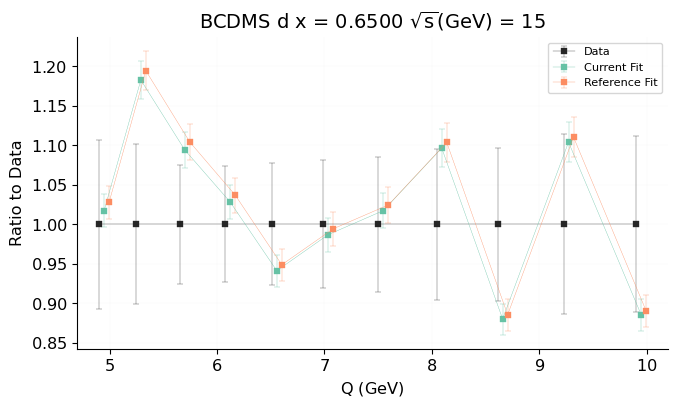 BCDMS d x = 0.6500 √s(GeV) = 15
Data
Current Fit
Reference Fit
Ratio to Data
1.20
1.15
1.10
1.05
1.00
0.95
0.90
0.85
5 6 7 8 9 10
Q (GeV)